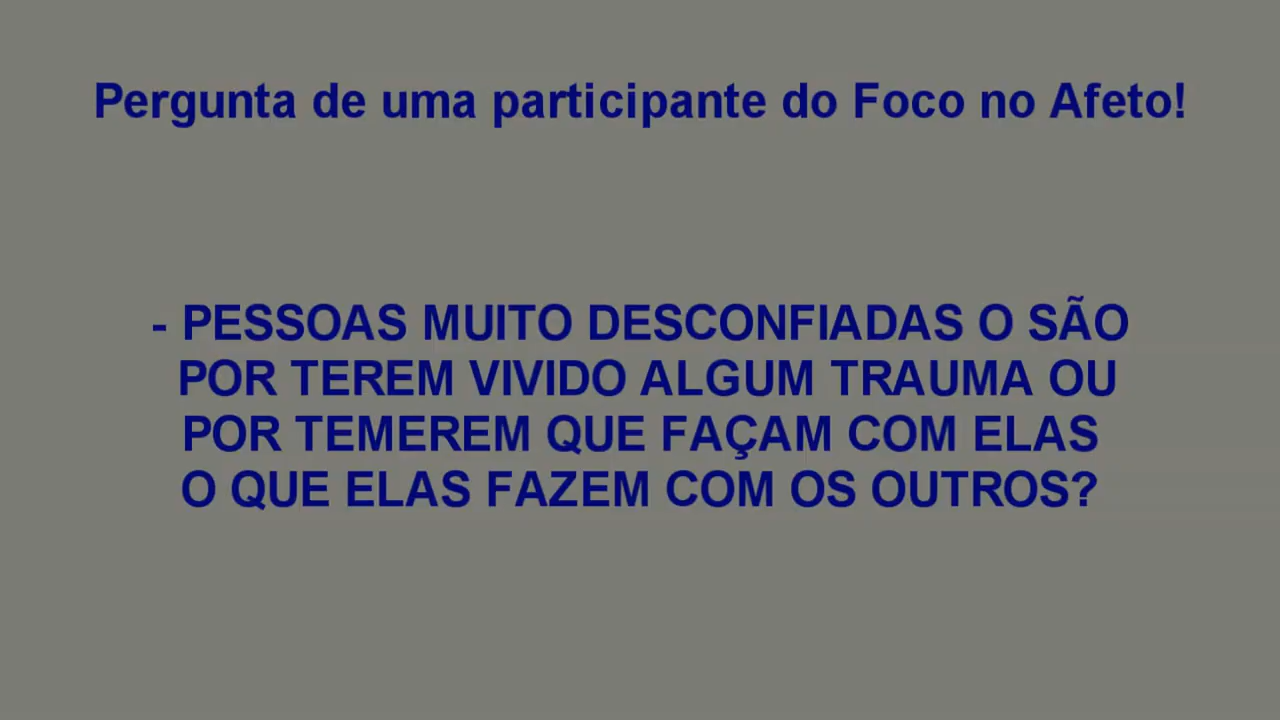 Pergunta de uma participante do Foco no Afeto!
- PESSOAS MUITO DESCONFIADAS O SÃO
POR TEREM VIVIDO ALGUM TRAUMA OU
POR TEMEREM QUE FAÇAM COM ELAS
O QUE ELAS FAZEM COM OS OUTROS?